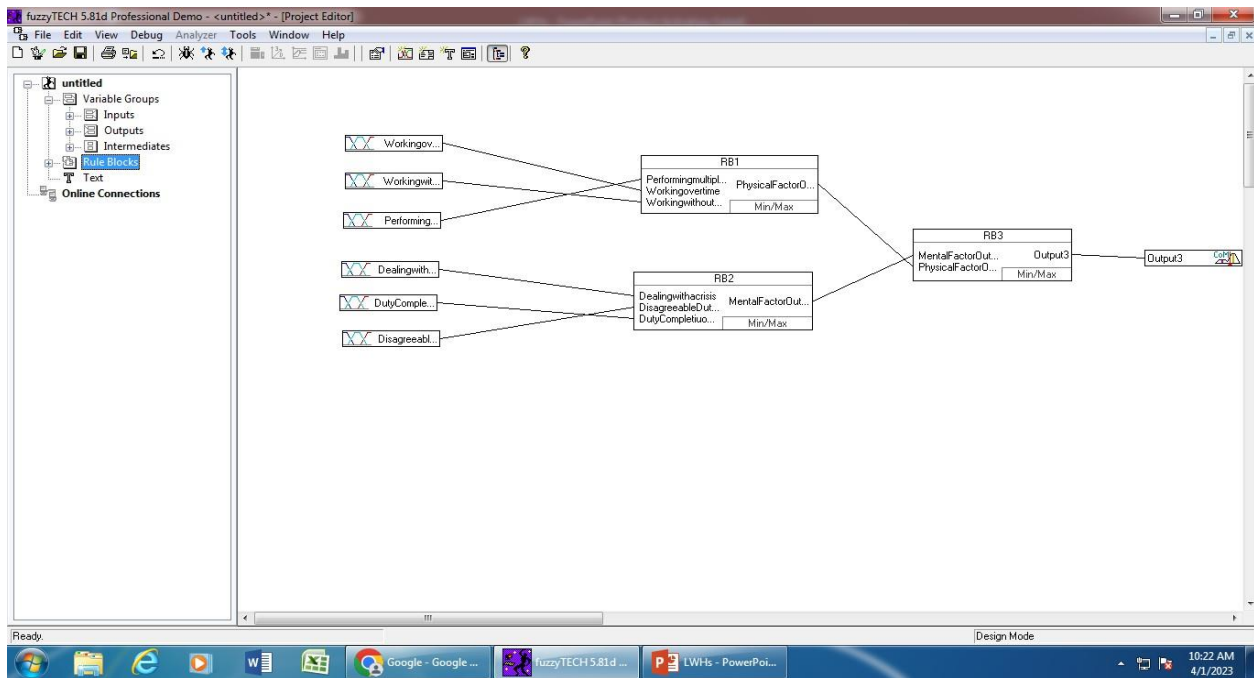 fuzzyTECH 5.81d Professional Demo - <untitled>* - [Project Editor]
File Edit View Debug Analyzer Tools Window Help
untitled
Variable Groups
Inputs
Outputs
Intermediates
Rule Blocks
Text
Online Connections
Workingov...
Workingwit...
Performing...
Dealingwith...
DutyComple...
Disagreeabl...
RB1
Performingmultipl...
Workingovertime
Workingwithout...
PhysicalFactorO...
Min/Max
RB2
Dealingwithacrisis
DisagreeableDut...
DutyCompletiuo...
MentalFactorOut...
Min/Max
RB3
MentalFactorOut...
PhysicalFactorO...
Output3
Min/Max
Output3 CoM
Ready.
Design Mode
Google - Google ...
fuzzyTECH 5.81d ...
LWHs - PowerPoi...
10:22 AM
4/1/2023